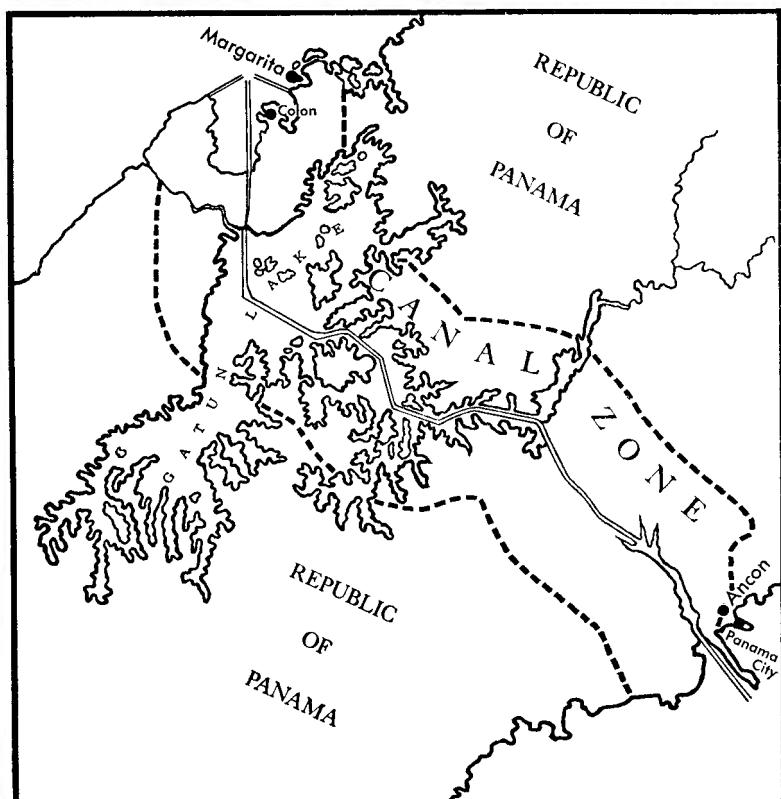 Margarita
Colon
REPUBLIC
OF
PANAMA
CANAL ZONE
GATUN LAKE
G
Ancon
Panama
City
REPUBLIC
OF
PANAMA